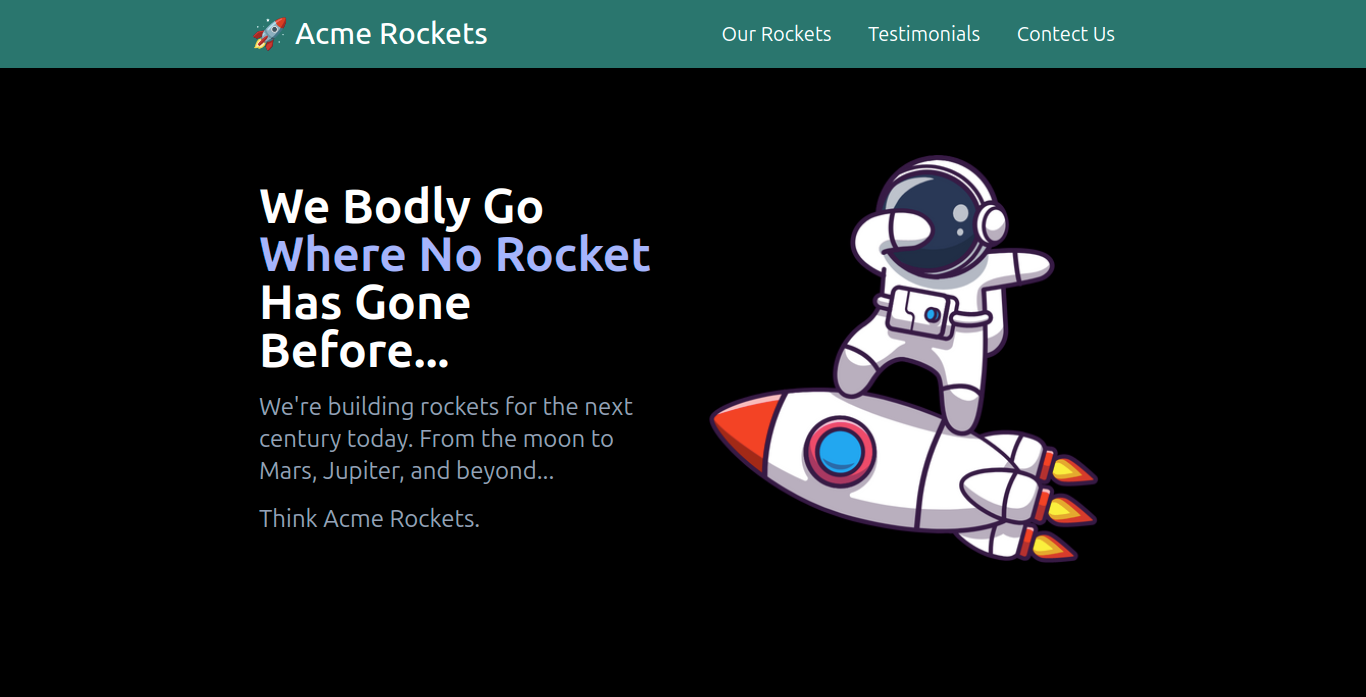 🚀 Acme Rockets
Our Rockets
Testimonials
Contect Us
We Bodly Go
Where No Rocket
Has Gone
Before...
We're building rockets for the next
century today. From the moon to
Mars, Jupiter, and beyond...
Think Acme Rockets.